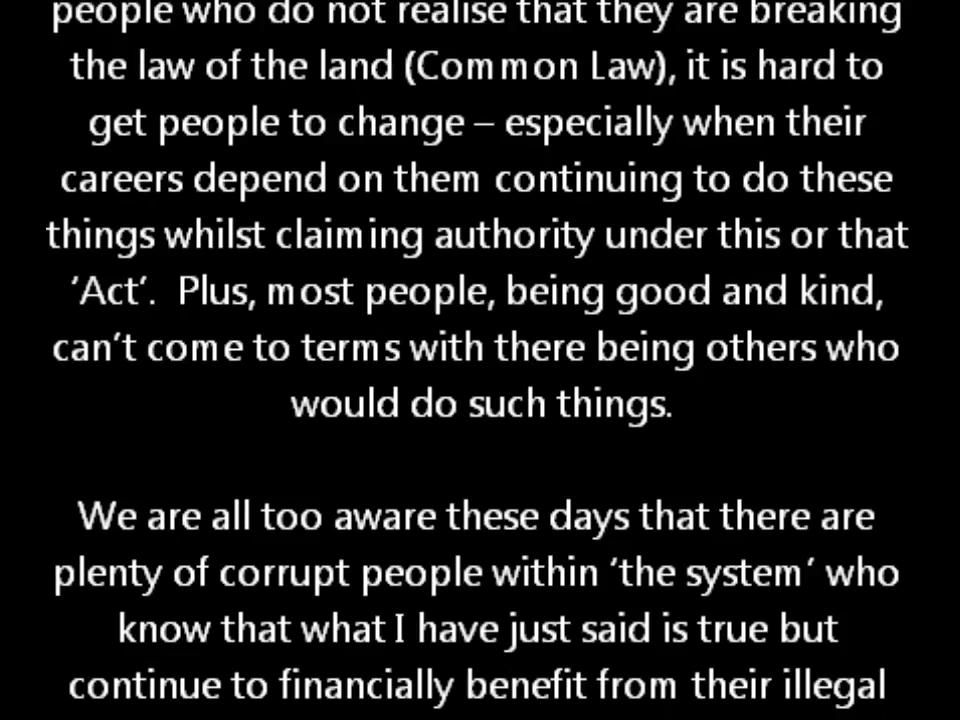 people who do not realise that they are breaking
the law of the land (Common Law), it is hard to
get people to change – especially when their
careers depend on them continuing to do these
things whilst claiming authority under this or that
‘Act’.  Plus, most people, being good and kind,
can’t come to terms with there being others who
would do such things.
We are all too aware these days that there are
plenty of corrupt people within ‘the system’ who
know that what I have just said is true but
continue to financially benefit from their illegal